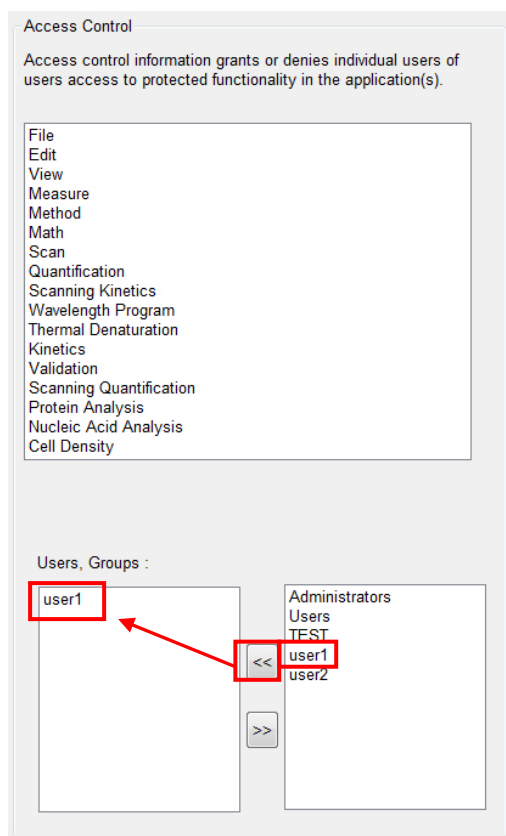 Access Control
Access control information grants or denies individual users of
users access to protected functionality in the application(s).
File
Edit
View
Measure
Method
Math
Scan
Quantification
Scanning Kinetics
Wavelength Program
Thermal Denaturation
Kinetics
Validation
Scanning Quantification
Protein Analysis
Nucleic Acid Analysis
Cell Density
Users, Groups :
user1
<<
>>
Administrators
Users
TEST
user1
user2